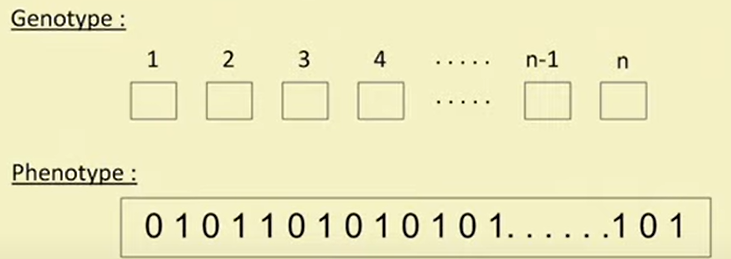 Genotype :
1 2 3 4 ..... n-1 n
.....
Phenotype :
0 1 0 1 1 0 1 0 1 0 1 0 1. . . . . .1 0 1